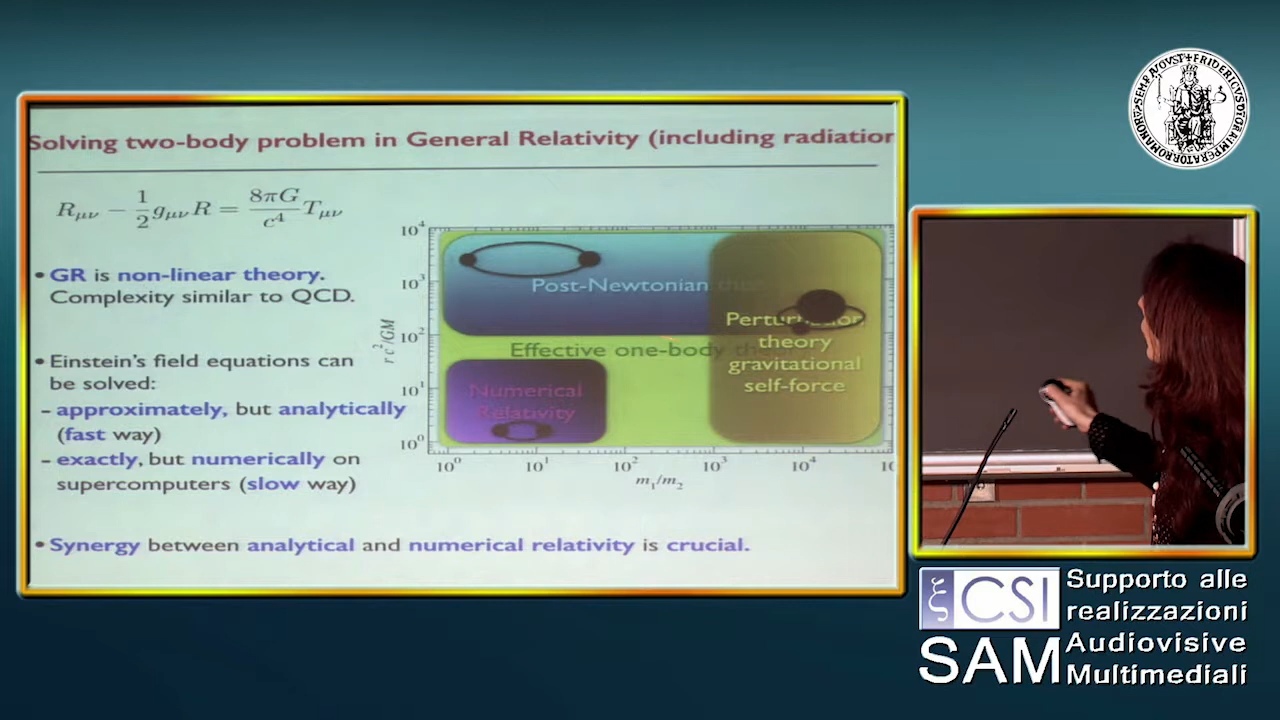 Solving two-body problem in General Relativity (including radiation
R_{μν} − 1/2 g_{μν} R = 8πG/c⁴ T_{μν}
• GR is non-linear theory.
Complexity similar to QCD.
• Einstein's field equations can
be solved:
- approximately, but analytically
(fast way)
- exactly, but numerically on
supercomputers (slow way)
• Synergy between analytical and numerical relativity is crucial.
r c²/GM
10⁴
10³
10²
10¹
10⁰
Post-Newtonian
Effective one-body
Numerical
Relativity
Perturbation
theory
gravitational
self-force
10⁰ 10¹ 10² 10³ 10⁴ 10
m₁/m₂
ξ CSI
SAM
Supporto alle
realizzazioni
Audiovisive
Multimediali